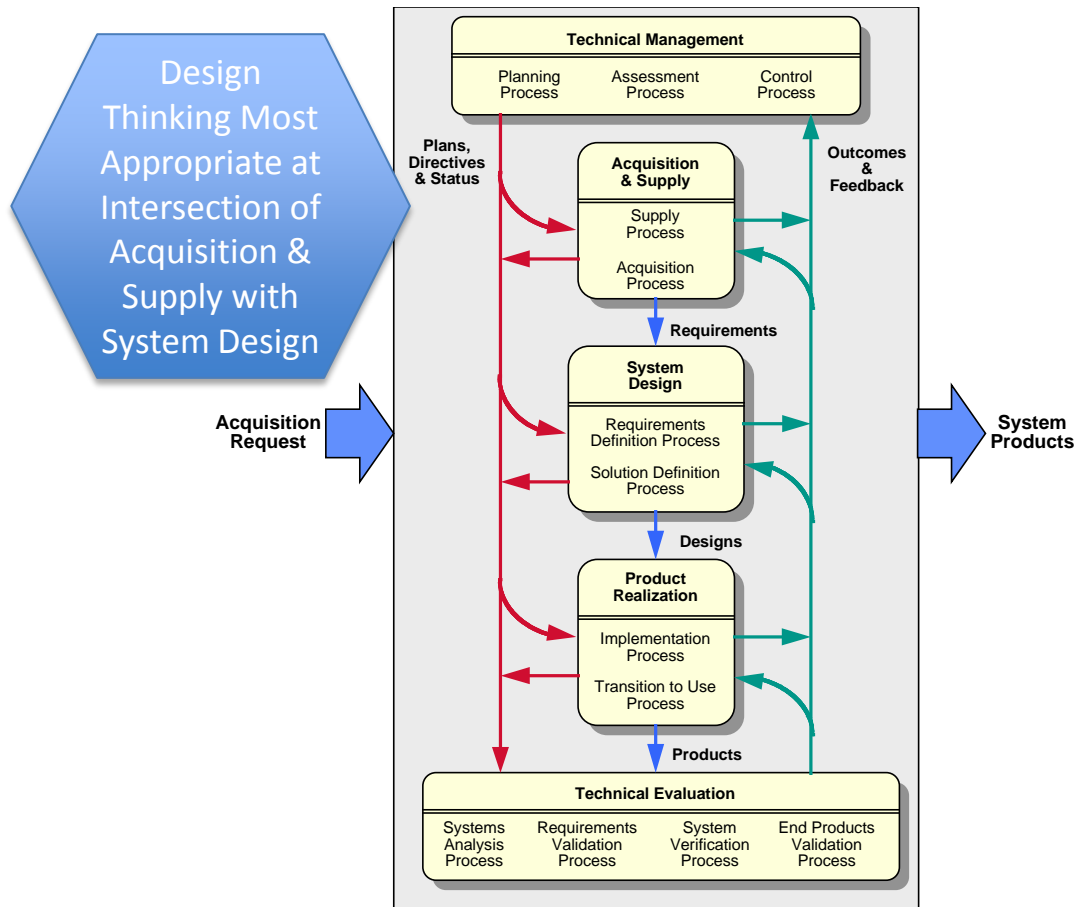 Design
Thinking Most
Appropriate at
Intersection of
Acquisition &
Supply with
System Design
Technical Management
Planning
Process
Assessment
Process
Control
Process
Plans,
Directives
& Status
Outcomes
&
Feedback
Acquisition
& Supply
Supply
Process
Acquisition
Process
Requirements
Acquisition
Request
System
Design
Requirements
Definition Process
Solution Definition
Process
System
Products
Designs
Product
Realization
Implementation
Process
Transition to Use
Process
Products
Technical Evaluation
Systems
Analysis
Process
Requirements
Validation
Process
System
Verification
Process
End Products
Validation
Process